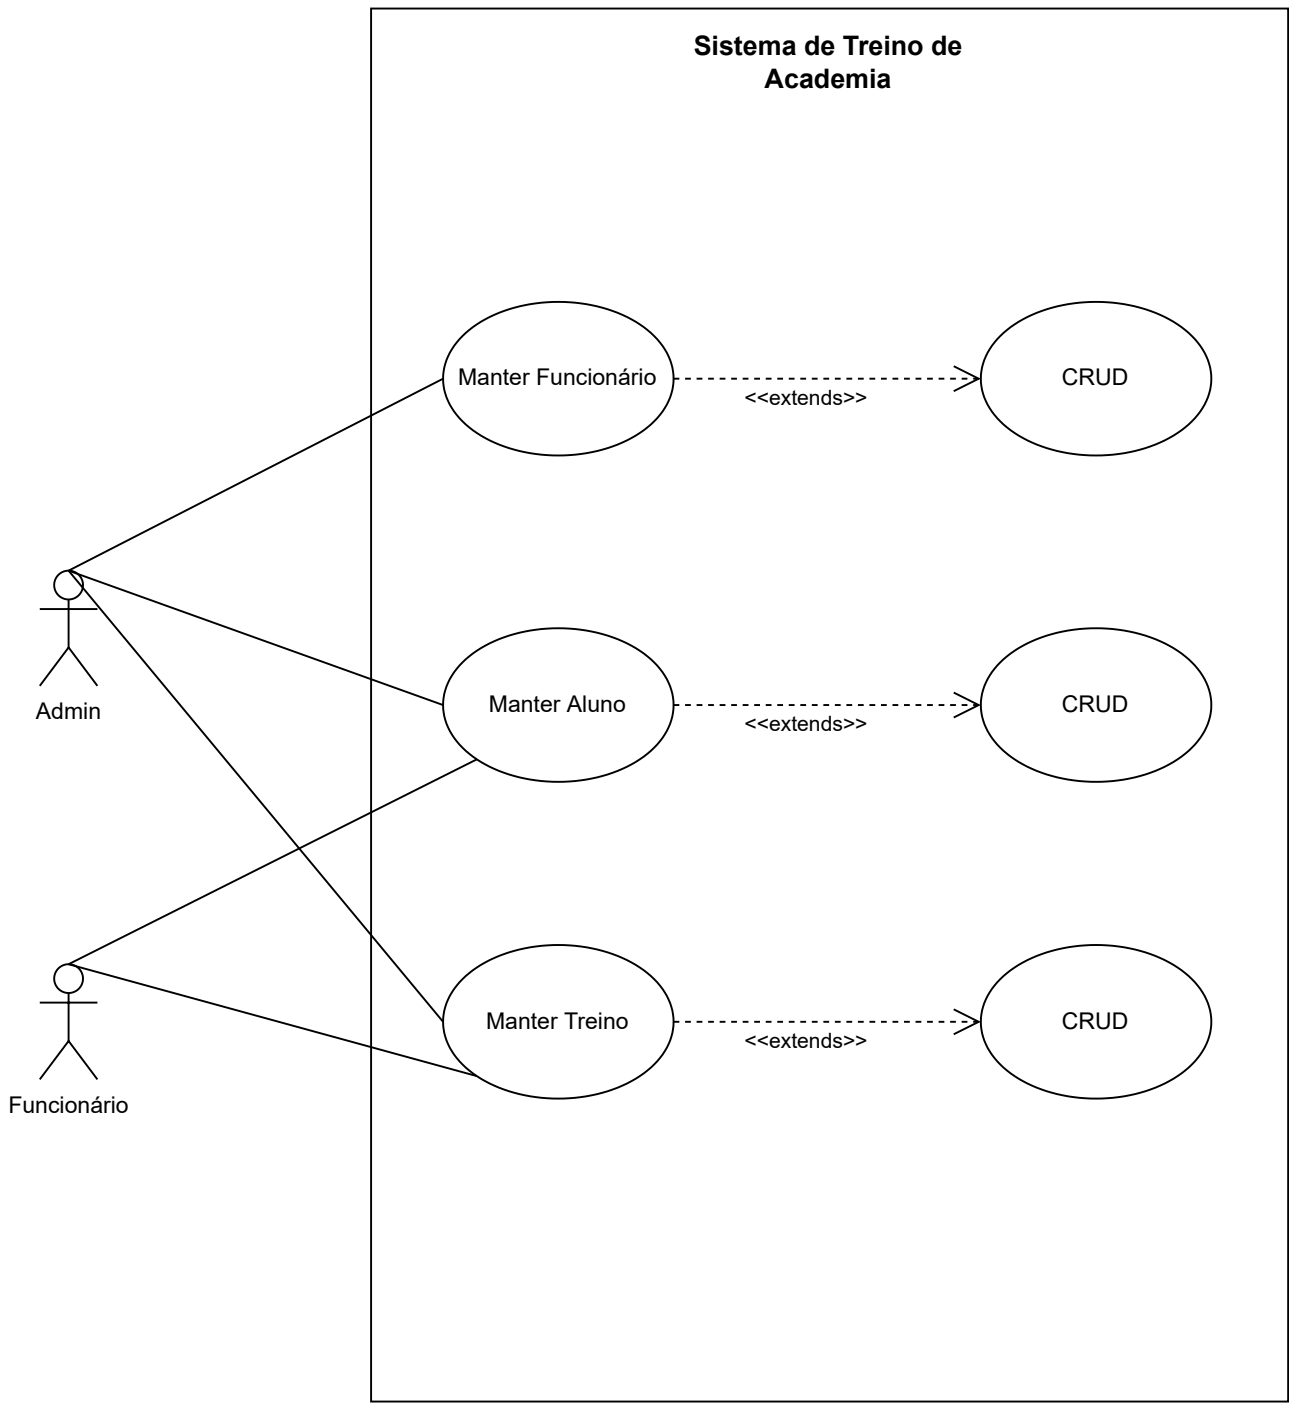 Sistema de Treino de
Academia
Manter Funcionário
<<extends>>
CRUD
Admin
Manter Aluno
<<extends>>
CRUD
Funcionário
Manter Treino
<<extends>>
CRUD